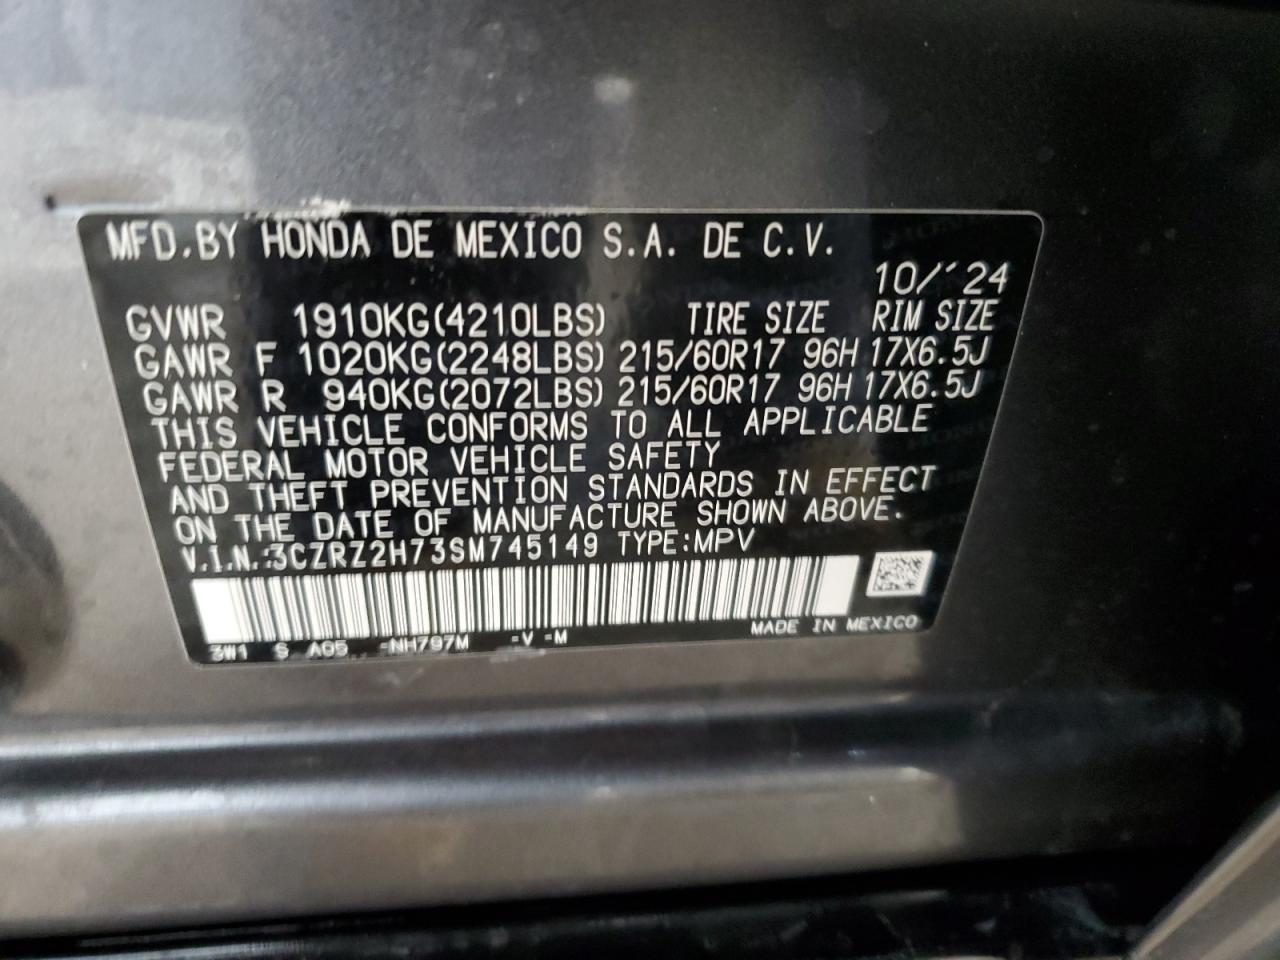 MFD.BY HONDA DE MEXICO S.A. DE C.V.
10/'24
GVWR 1910KG(4210LBS) TIRE SIZE RIM SIZE
GAWR F 1020KG(2248LBS) 215/60R17 96H 17X6.5J
GAWR R 940KG(2072LBS) 215/60R17 96H 17X6.5J
THIS VEHICLE CONFORMS TO ALL APPLICABLE
FEDERAL MOTOR VEHICLE SAFETY
AND THEFT PREVENTION STANDARDS IN EFFECT
ON THE DATE OF MANUFACTURE SHOWN ABOVE.
V.I.N.:3CZRZ2H73SM745149 TYPE:MPV
3W1 S A05 -NH797M -V -M MADE IN MEXICO